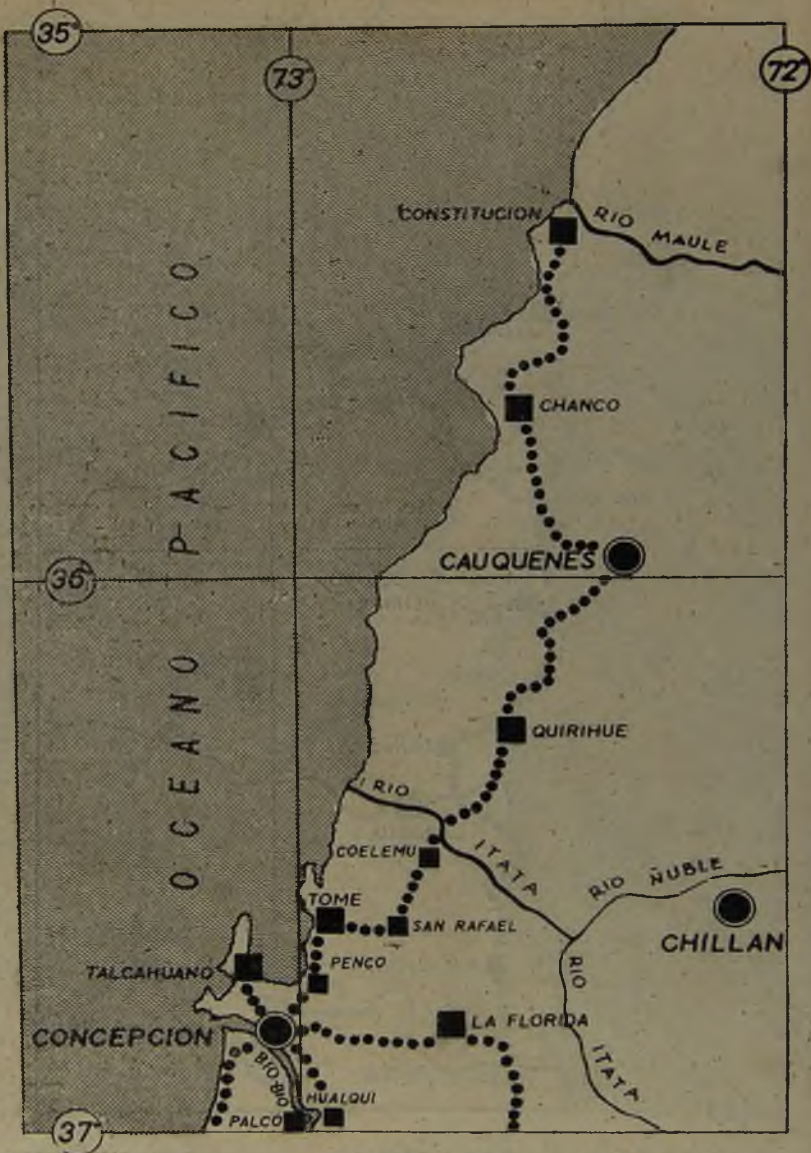 35°
73°
72°
CONSTITUCION
RIO MAULE
OCEANO PACIFICO
CHANCO
CAUQUENES
36°
QUIRIHUE
RIO ITATA
COELEMU
RIO ÑUBLE
TOME
SAN RAFAEL
CHILLAN
TALCAHUANO
PENCO
RIO ITATA
CONCEPCION
LA FLORIDA
BIO-BIO
HUALQUI
PALCO
37°